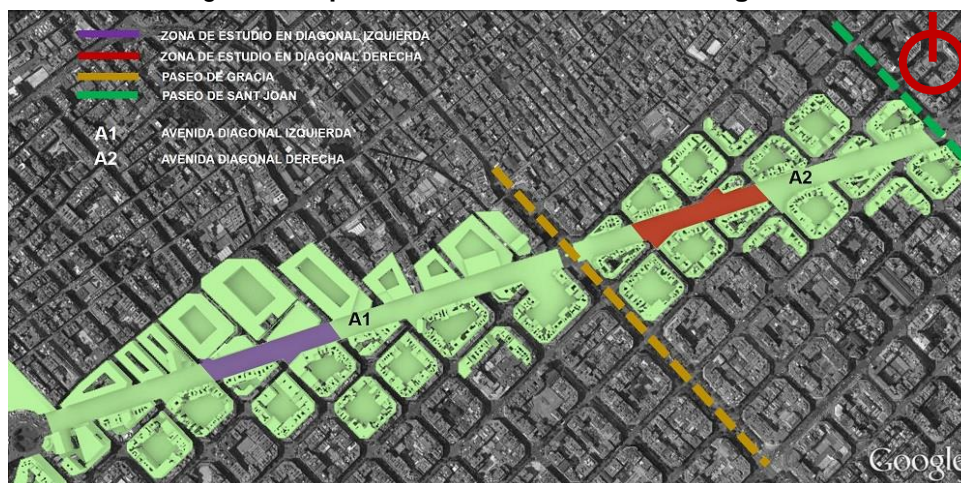 ZONA DE ESTUDIO EN DIAGONAL IZQUIERDA
ZONA DE ESTUDIO EN DIAGONAL DERECHA
PASEO DE GRACIA
PASEO DE SANT JOAN
A1 AVENIDA DIAGONAL IZQUIERDA
A2 AVENIDA DIAGONAL DERECHA
A2
A1
Google